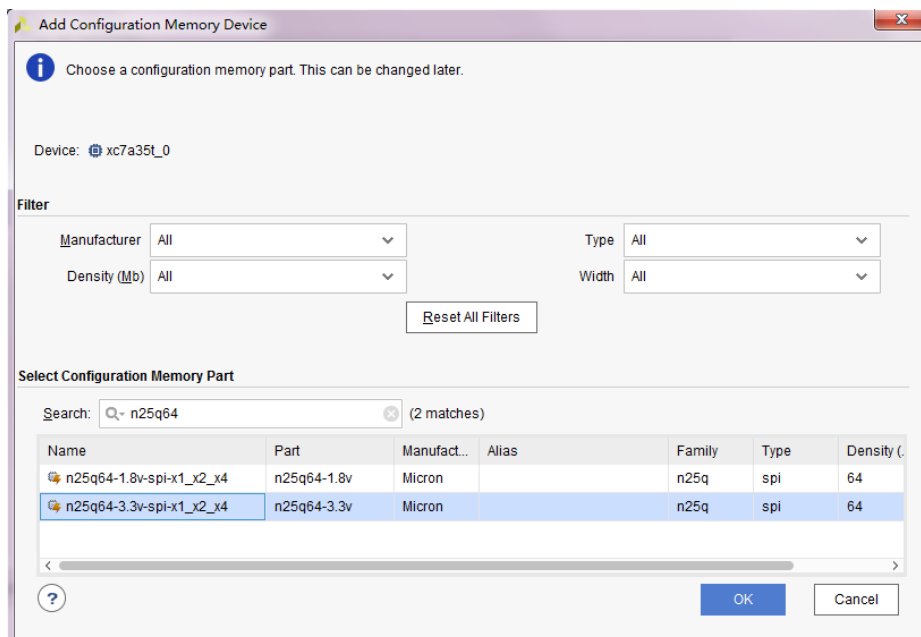 Add Configuration Memory Device
Choose a configuration memory part. This can be changed later.
Device: xc7a35t_0
Filter
Manufacturer All Type All
Density (Mb) All Width All
Reset All Filters
Select Configuration Memory Part
Search: n25q64 (2 matches)
Name Part Manufact... Alias Family Type Density (.
n25q64-1.8v-spi-x1_x2_x4 n25q64-1.8v Micron n25q spi 64
n25q64-3.3v-spi-x1_x2_x4 n25q64-3.3v Micron n25q spi 64
? OK Cancel